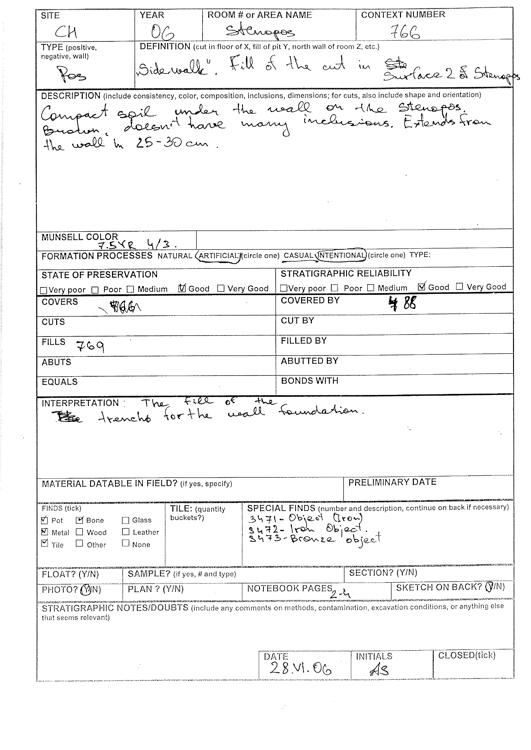 SITE YEAR ROOM # or AREA NAME CONTEXT NUMBER
CH 06 Stenopos 766
TYPE (positive, negative, wall) DEFINITION (cut in floor of X, fill of pit Y, north wall of room Z, etc.)
Pos "Sidewalk". Fill of the cut in Surface 2 of Stenopos
DESCRIPTION (include consistency, color, composition, inclusions, dimensions; for cuts, also include shape and orientation)
Compact soil under the wall on the Stenopos.
Brown, doesn't have many inclusions. Extends from
the wall in 25-30 cm.
MUNSELL COLOR
7.5YR 4/3.
FORMATION PROCESSES NATURAL (ARTIFICIAL)(circle one) CASUAL (INTENTIONAL)(circle one) TYPE:
STATE OF PRESERVATION STRATIGRAPHIC RELIABILITY
☐Very poor ☐ Poor ☐ Medium ☑ Good ☐ Very Good ☐Very poor ☐ Poor ☐ Medium ☑ Good ☐ Very Good
COVERS COVERED BY 788
CUTS CUT BY
FILLS 769 FILLED BY
ABUTS ABUTTED BY
EQUALS BONDS WITH
INTERPRETATION : The fill of the
trench for the wall foundation.
MATERIAL DATABLE IN FIELD? (if yes, specify) PRELIMINARY DATE
FINDS (tick) TILE: (quantity buckets?) SPECIAL FINDS (number and description, continue on back if necessary)
☑ Pot ☑ Bone ☐ Glass 3471- Object (Iron)
☑ Metal ☐ Wood ☐ Leather 3472- Iron Object.
☑ Tile ☐ Other ☐ None 3473- Bronze object
FLOAT? (Y/N) SAMPLE? (if yes, # and type) SECTION? (Y/N)
PHOTO? (Y/N) PLAN ? (Y/N) NOTEBOOK PAGES 2-4 SKETCH ON BACK? (Y/N)
STRATIGRAPHIC NOTES/DOUBTS (include any comments on methods, contamination, excavation conditions, or anything else
that seems relevant)
DATE INITIALS CLOSED(tick)
28.VI.06 AS